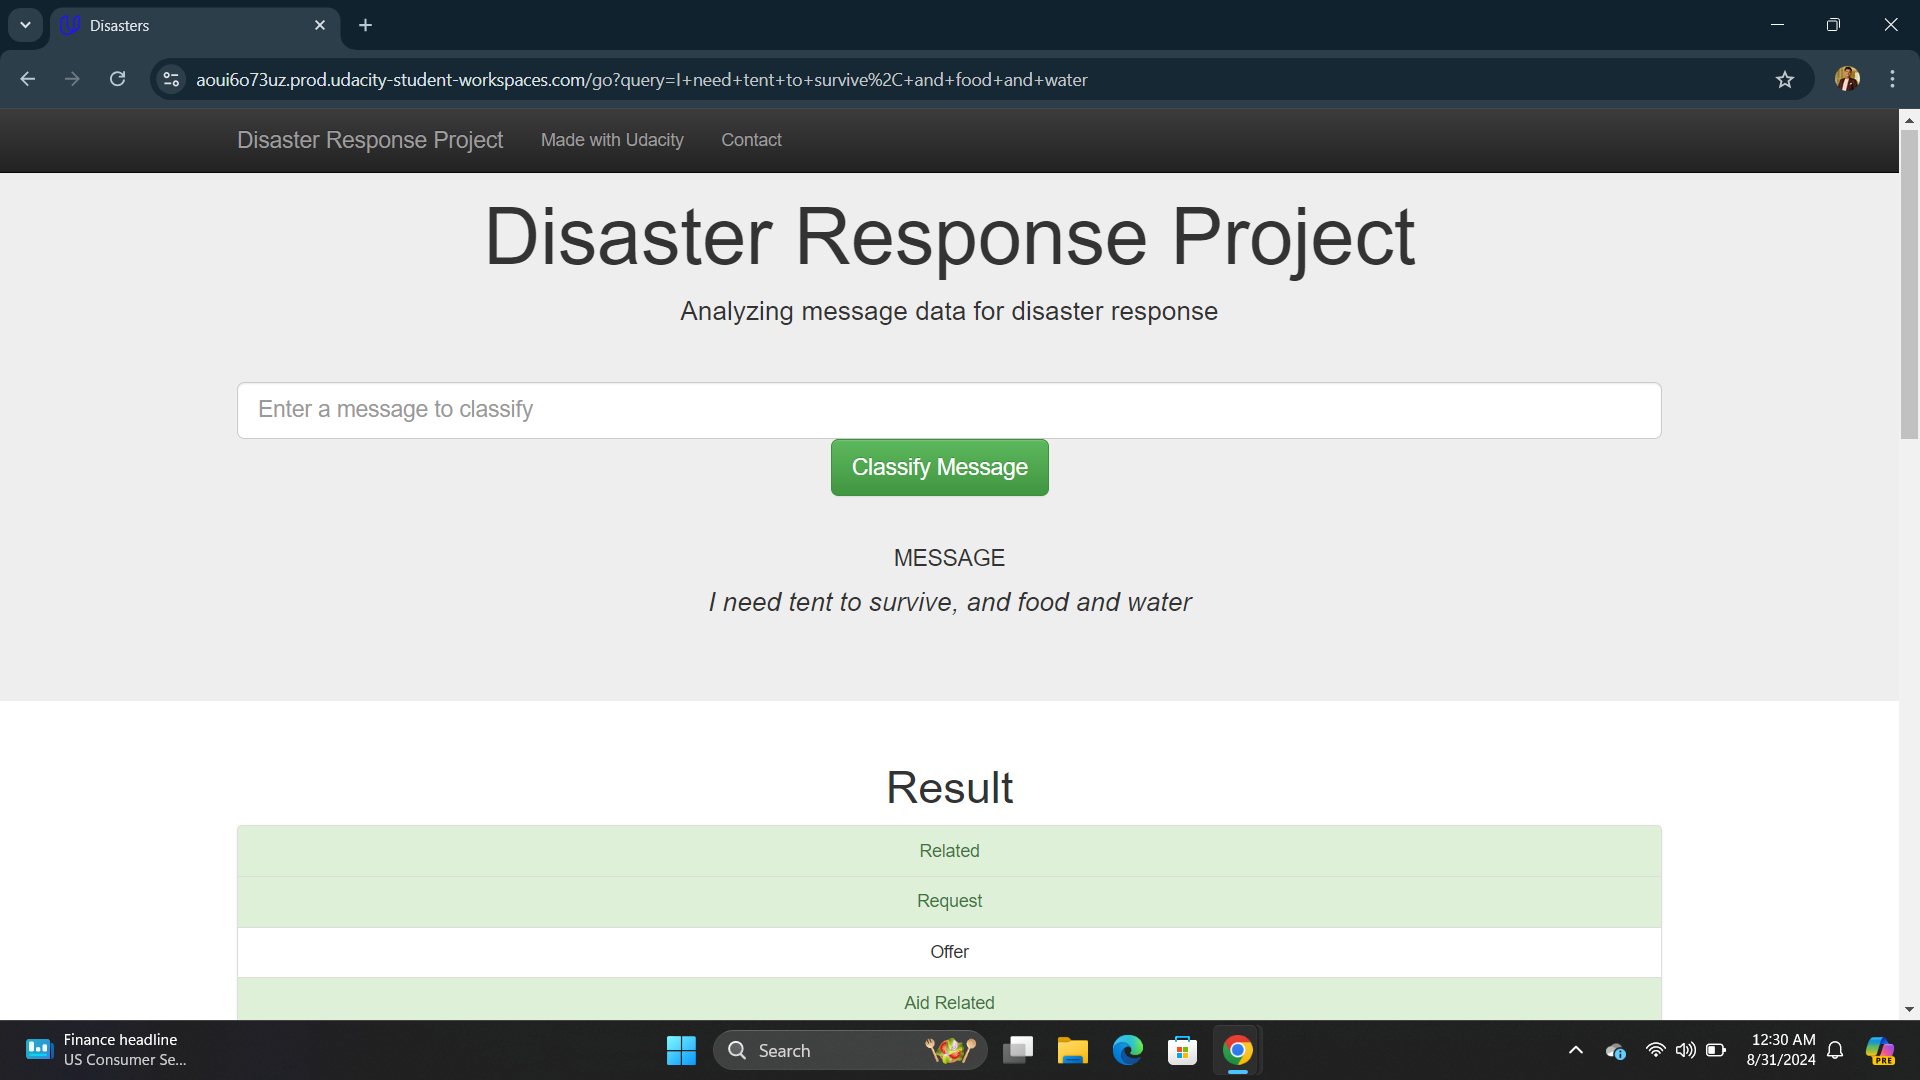 Disasters
aoui6o73uz.prod.udacity-student-workspaces.com/go?query=I+need+tent+to+survive%2C+and+food+and+water
Disaster Response Project Made with Udacity Contact
Disaster Response Project
Analyzing message data for disaster response
Enter a message to classify
Classify Message
MESSAGE
I need tent to survive, and food and water
Result
Related
Request
Offer
Aid Related
Finance headline
US Consumer Se...
Search
12:30 AM
8/31/2024
PRE